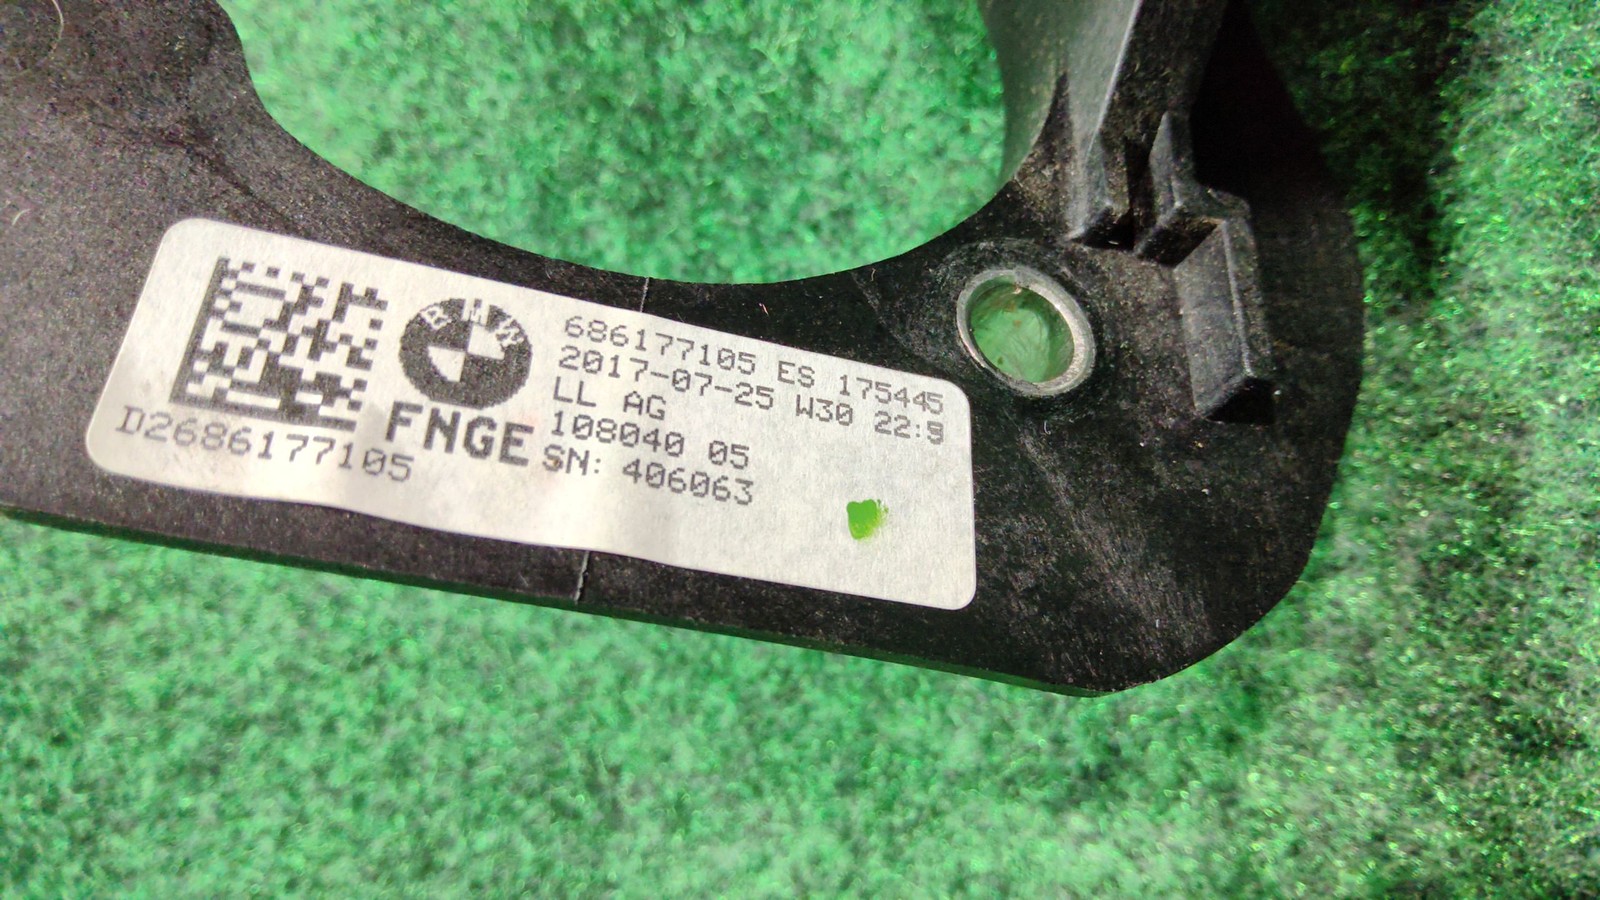 BMW
686177105 ES 175445
2017-07-25 W30 22:9
LL AG
108040 05
FNGE SN: 406063
D2686177105